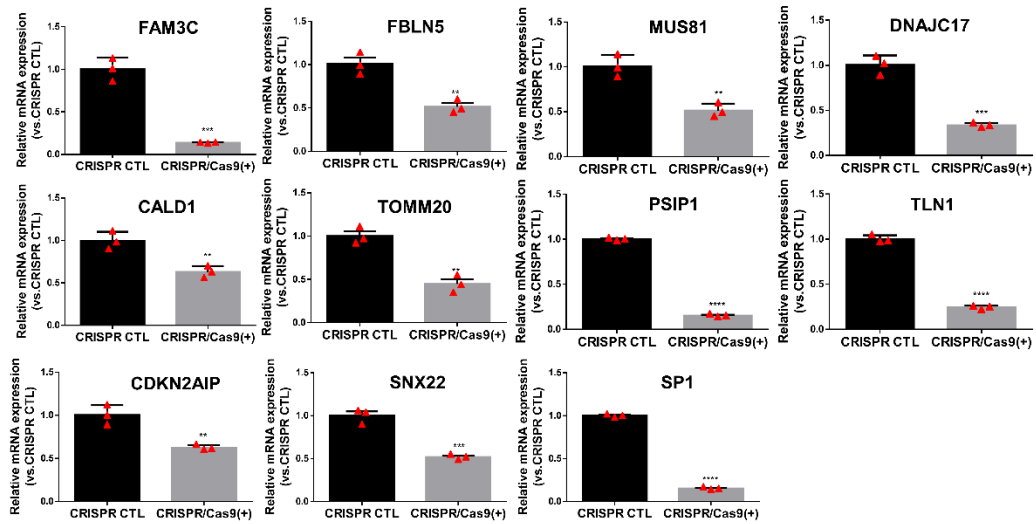 FAM3C
Relative mRNA expression
(vs.CRISPR CTL)
1.5
1.0
0.5
0.0
***
CRISPR CTL CRISPR/Cas9(+)
FBLN5
Relative mRNA expression
(vs.CRISPR CTL)
1.5
1.0
0.5
0.0
**
CRISPR CTL CRISPR/Cas9(+)
MUS81
Relative mRNA expression
(vs.CRISPR CTL)
1.5
1.0
0.5
0.0
**
CRISPR CTL CRISPR/Cas9(+)
DNAJC17
Relative mRNA expression
(vs.CRISPR CTL)
1.5
1.0
0.5
0.0
***
CRISPR CTL CRISPR/Cas9(+)
CALD1
Relative mRNA expression
(vs.CRISPR CTL)
1.5
1.0
0.5
0.0
**
CRISPR CTL CRISPR/Cas9(+)
TOMM20
Relative mRNA expression
(vs.CRISPR CTL)
1.5
1.0
0.5
0.0
**
CRISPR CTL CRISPR/Cas9(+)
PSIP1
Relative mRNA expression
(vs.CRISPR CTL)
1.5
1.0
0.5
0.0
****
CRISPR CTL CRISPR/Cas9(+)
TLN1
Relative mRNA expression
(vs.CRISPR CTL)
1.5
1.0
0.5
0.0
****
CRISPR CTL CRISPR/Cas9(+)
CDKN2AIP
Relative mRNA expression
(vs.CRISPR CTL)
1.5
1.0
0.5
0.0
**
CRISPR CTL CRISPR/Cas9(+)
SNX22
Relative mRNA expression
(vs.CRISPR CTL)
1.5
1.0
0.5
0.0
***
CRISPR CTL CRISPR/Cas9(+)
SP1
Relative mRNA expression
(vs.CRISPR CTL)
1.5
1.0
0.5
0.0
****
CRISPR CTL CRISPR/Cas9(+)